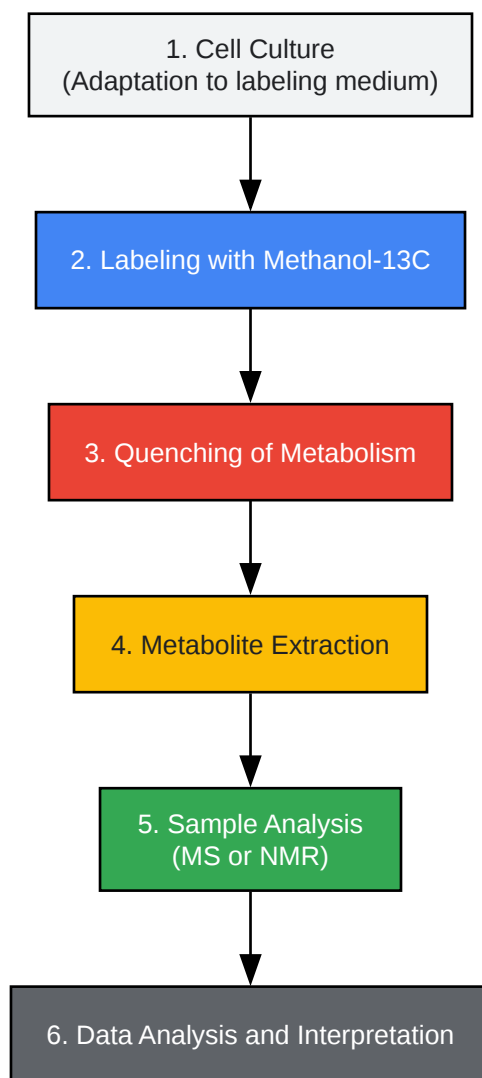 1. Cell Culture
(Adaptation to labeling medium)
2. Labeling with Methanol-13C
3. Quenching of Metabolism
4. Metabolite Extraction
5. Sample Analysis
(MS or NMR)
6. Data Analysis and Interpretation